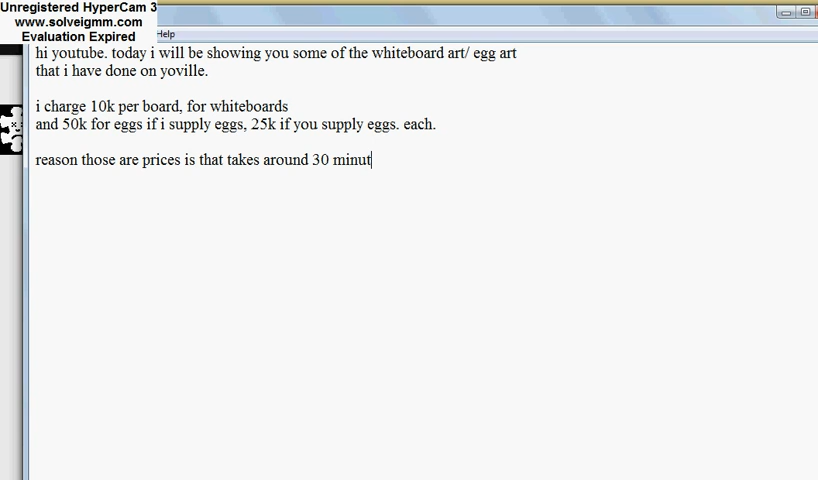 Unregistered HyperCam 3
www.solveigmm.com
Evaluation Expired
Help
hi youtube. today i will be showing you some of the whiteboard art/ egg art
that i have done on yoville.
i charge 10k per board, for whiteboards
and 50k for eggs if i supply eggs, 25k if you supply eggs. each.
reason those are prices is that takes around 30 minut